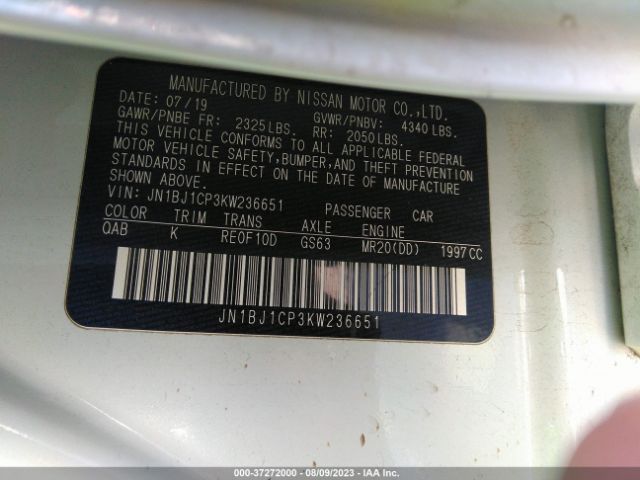 MANUFACTURED BY NISSAN MOTOR CO.,LTD.
DATE: 07/19 GVWR/PNBV: 4340 LBS.
GAWR/PNBE FR: 2325 LBS. RR: 2050 LBS.
THIS VEHICLE CONFORMS TO ALL APPLICABLE FEDERAL
MOTOR VEHICLE SAFETY, BUMPER, AND THEFT PREVENTION
STANDARDS IN EFFECT ON THE DATE OF MANUFACTURE
SHOWN ABOVE.
VIN: JN1BJ1CP3KW236651 PASSENGER CAR
COLOR TRIM TRANS AXLE ENGINE
QAB K REOF10D GS63 MR20(DD) 1997CC
JN1BJ1CP3KW236651
000-37272000 - 08/09/2023 - IAA Inc.